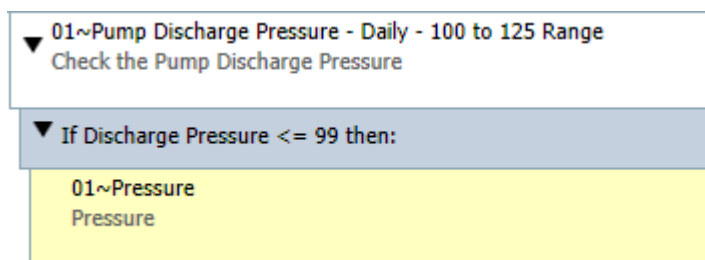 01~Pump Discharge Pressure - Daily - 100 to 125 Range
Check the Pump Discharge Pressure
If Discharge Pressure <= 99 then:
01~Pressure
Pressure